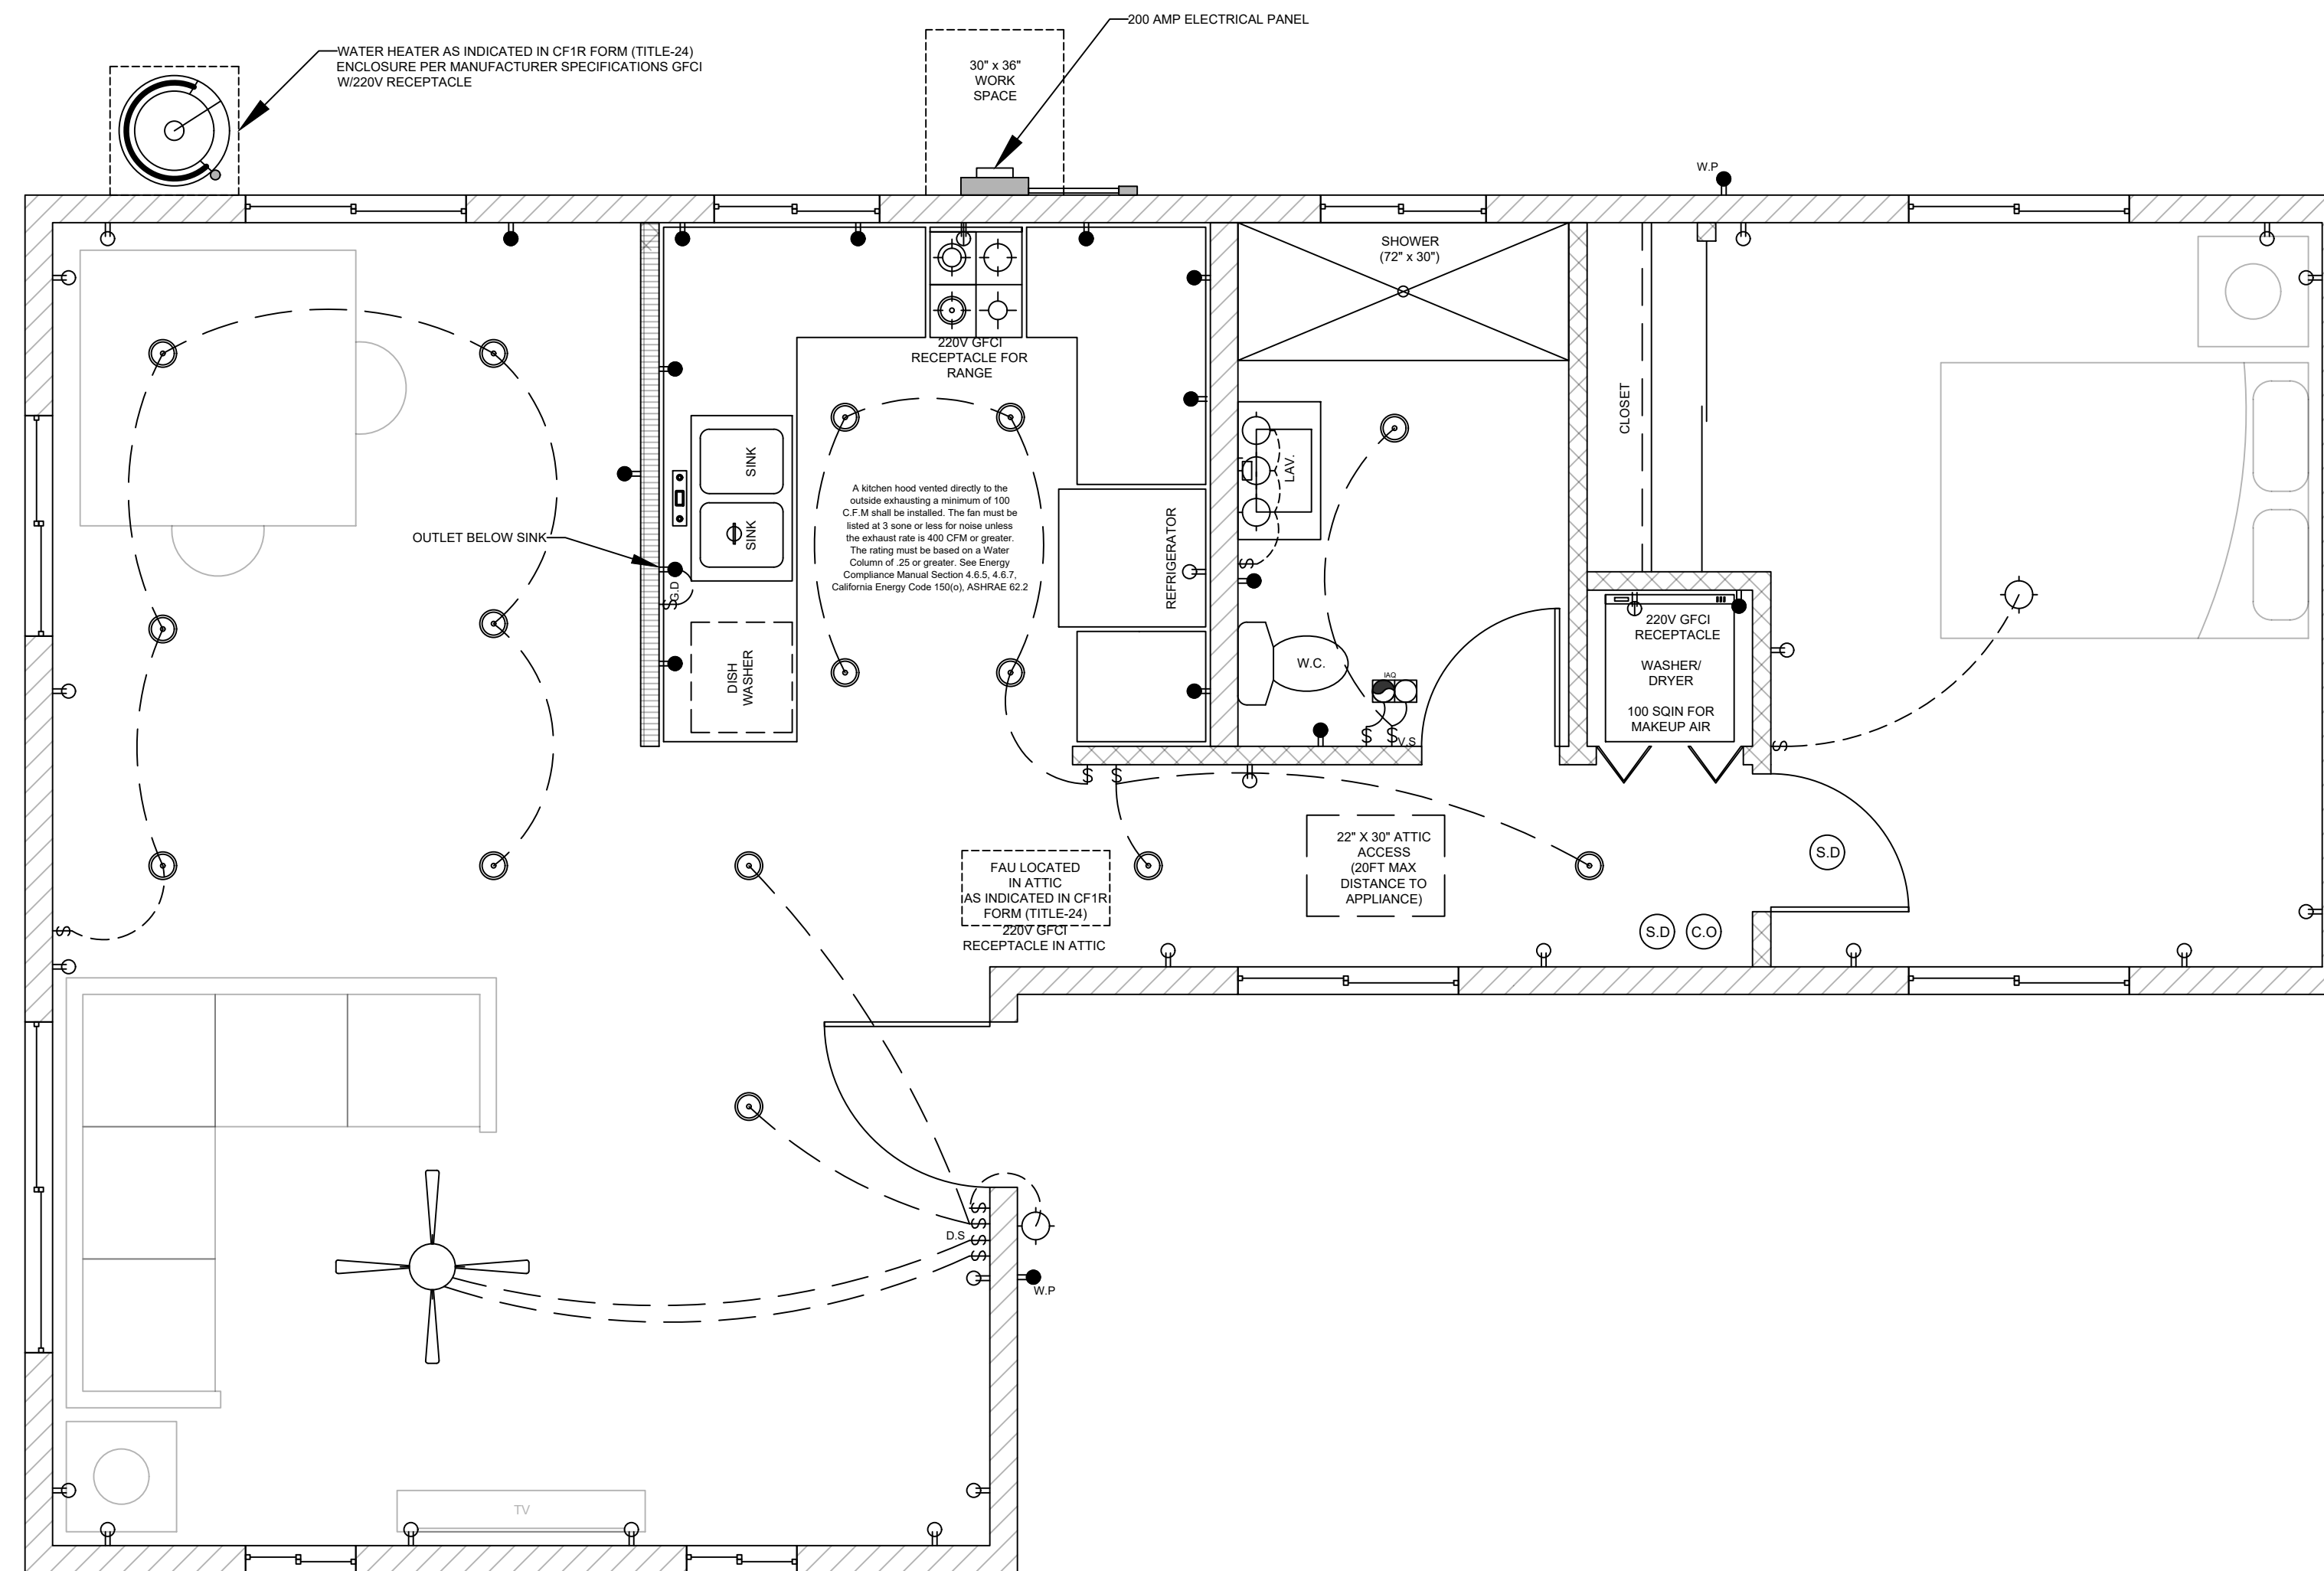 200 AMP ELECTRICAL PANEL
WATER HEATER AS INDICATED IN CF1R FORM (TITLE-24)
ENCLOSURE PER MANUFACTURER SPECIFICATIONS GFCI
W/220V RECEPTACLE
30" x 36"
WORK
SPACE
W.P
SHOWER
(72" x 30")
220V GFCI
RECEPTACLE FOR
RANGE
CLOSET
SINK
LAV.
A kitchen hood vented directly to the
outside exhausting a minimum of 100
C.F.M shall be installed. The fan must be
listed at 3 sone or less for noise unless
the exhaust rate is 400 CFM or greater.
The rating must be based on a Water
Column of .25 or greater. See Energy
Compliance Manual Section 4.6.5, 4.6.7,
California Energy Code 150(o), ASHRAE 62.2
OUTLET BELOW SINK
SINK
REFRIGERATOR
G.D
$
$
220V GFCI
RECEPTACLE
WASHER/
DRYER
100 SQIN FOR
MAKEUP AIR
DISH
WASHER
W.C.
IAQ
$ $
V.S
$
$ $
22" X 30" ATTIC
ACCESS
(20FT MAX
DISTANCE TO
APPLIANCE)
S.D
FAU LOCATED
IN ATTIC
AS INDICATED IN CF1R
FORM (TITLE-24)
220V GFCI
RECEPTACLE IN ATTIC
$
S.D C.O
$
$
D.S
$
$
W.P
TV